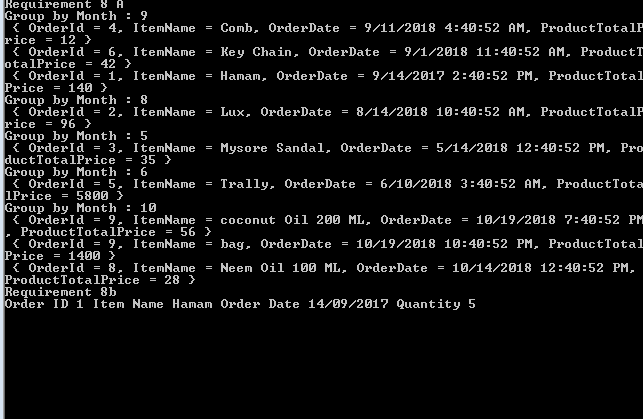 Requirement 8 A
Group by Month : 9
{ OrderId = 4, ItemName = Comb, OrderDate = 9/11/2018 4:40:52 AM, ProductTotalP
rice = 12 }
{ OrderId = 6, ItemName = Key Chain, OrderDate = 9/1/2018 11:40:52 AM, ProductT
otalPrice = 42 }
{ OrderId = 1, ItemName = Hamam, OrderDate = 9/14/2017 2:40:52 PM, ProductTotal
Price = 140 }
Group by Month : 8
{ OrderId = 2, ItemName = Lux, OrderDate = 8/14/2018 10:40:52 AM, ProductTotalP
rice = 96 }
Group by Month : 5
{ OrderId = 3, ItemName = Mysore Sandal, OrderDate = 5/14/2018 12:40:52 PM, Pro
ductTotalPrice = 35 }
Group by Month : 6
{ OrderId = 5, ItemName = Trally, OrderDate = 6/10/2018 3:40:52 AM, ProductTota
lPrice = 5800 }
Group by Month : 10
{ OrderId = 9, ItemName = coconut Oil 200 ML, OrderDate = 10/19/2018 7:40:52 PM
, ProductTotalPrice = 56 }
{ OrderId = 9, ItemName = bag, OrderDate = 10/19/2018 10:40:52 PM, ProductTotal
Price = 1400 }
{ OrderId = 8, ItemName = Neem Oil 100 ML, OrderDate = 10/14/2018 12:40:52 PM,
ProductTotalPrice = 28 }
Requirement 8b
Order ID 1 Item Name Hamam Order Date 14/09/2017 Quantity 5